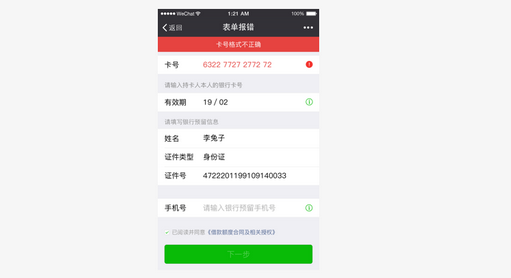 ●●●●● WeChat 1:21 AM 100%
返回 表单报错 •••
卡号格式不正确
卡号 6322 7727 2772 72
请输入持卡人本人的银行卡号
有效期 19 / 02
请填写银行预留信息
姓名 李兔子
证件类型 身份证
证件号 4722201199109140033
手机号 请输入银行预留手机号
已阅读并同意《借款额度合同及相关授权》
下一步